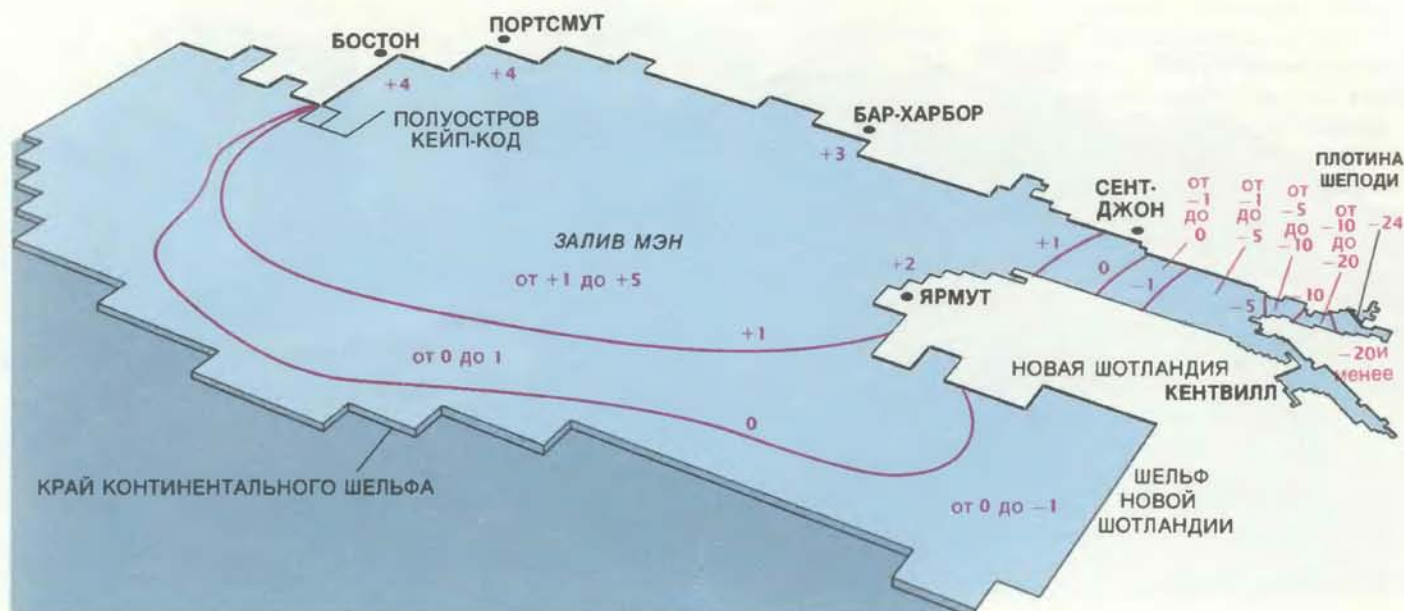 ПОРТСМУТ
БОСТОН
+4
+4
ПОЛУОСТРОВ
КЕЙП-КОД
БАР-ХАРБОР
+3
ПЛОТИНА
ШЕПОДИ
СЕНТ-
ДЖОН
от
−1
до
0
от
−1
до
−5
от
−5
до
−10
от
−10
до
−20
−24
ЗАЛИВ МЭН
от +1 до +5
+2
ЯРМУТ
+1
0
−1
−5
−10
−20 и
менее
+1
от 0 до 1
НОВАЯ ШОТЛАНДИЯ
КЕНТВИЛЛ
0
КРАЙ КОНТИНЕНТАЛЬНОГО ШЕЛЬФА
от 0 до −1
ШЕЛЬФ
НОВОЙ
ШОТЛАНДИИ